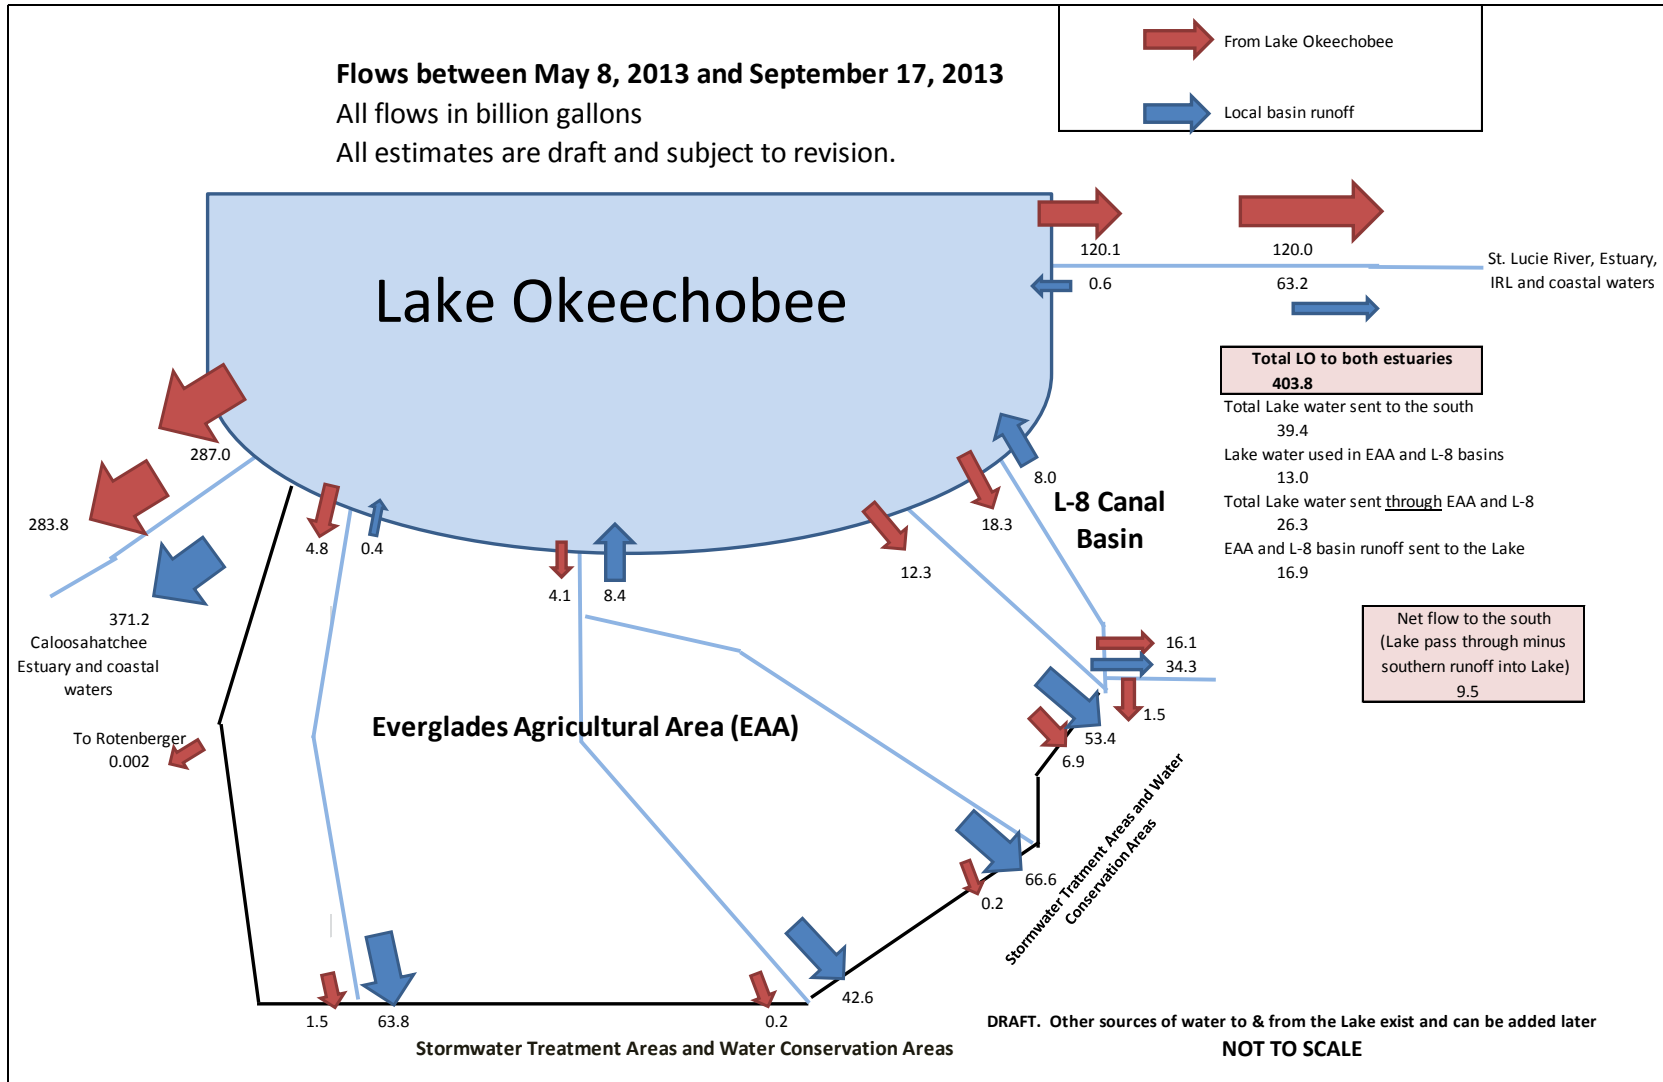 From Lake Okeechobee
Local basin runoff
Flows between May 8, 2013 and September 17, 2013
All flows in billion gallons
All estimates are draft and subject to revision.
Lake Okeechobee
120.1
120.0
0.6
63.2
St. Lucie River, Estuary,
IRL and coastal waters
Total LO to both estuaries
403.8
Total Lake water sent to the south
39.4
Lake water used in EAA and L-8 basins
13.0
Total Lake water sent through EAA and L-8
26.3
EAA and L-8 basin runoff sent to the Lake
16.9
Net flow to the south
(Lake pass through minus
southern runoff into Lake)
9.5
287.0
283.8
371.2
Caloosahatchee
Estuary and coastal
waters
4.8
0.4
4.1
8.4
12.3
18.3
8.0
L-8 Canal
Basin
16.1
34.3
1.5
53.4
6.9
Everglades Agricultural Area (EAA)
To Rotenberger
0.002
66.6
0.2
Stormwater Tratment Areas and Water
Conservation Areas
42.6
0.2
1.5
63.8
Stormwater Treatment Areas and Water Conservation Areas
DRAFT. Other sources of water to & from the Lake exist and can be added later
NOT TO SCALE